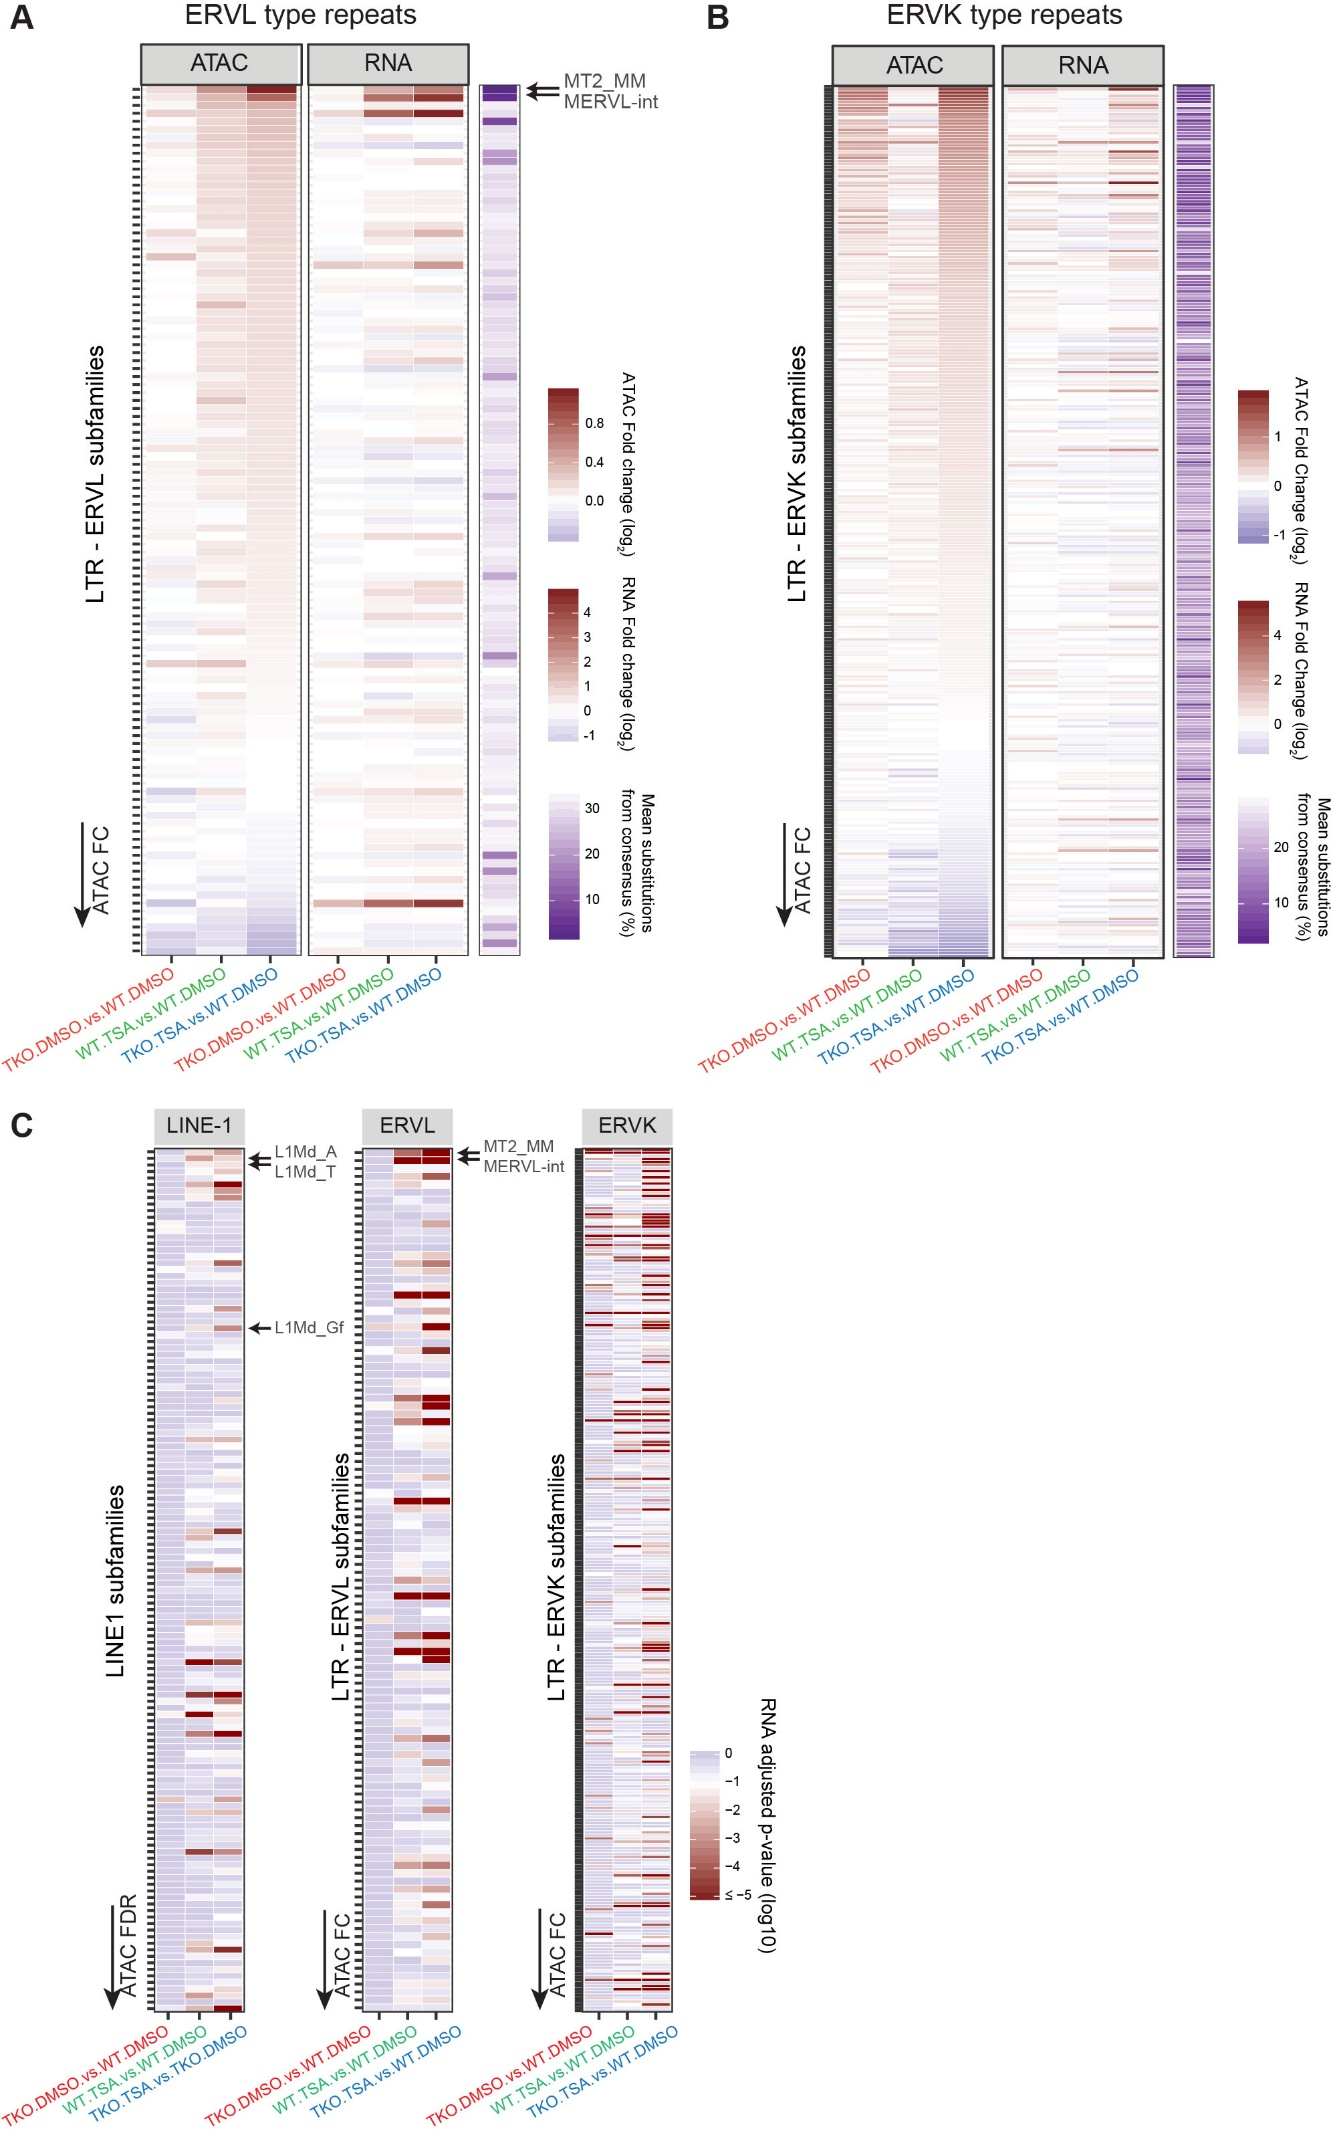 A
ERVL type repeats
ATAC
RNA
MT2_MM
MERVL-int
LTR - ERVL subfamilies
ATAC FC
ATAC Fold change (log2)
0.8
0.4
0.0
RNA Fold change (log2)
4
3
2
1
0
-1
Mean substitutions
from consensus (%)
30
20
10
TKO.DMSO.vs.WT.DMSO
WT.TSA.vs.WT.DMSO
TKO.TSA.vs.WT.DMSO
TKO.DMSO.vs.WT.DMSO
WT.TSA.vs.WT.DMSO
TKO.TSA.vs.WT.DMSO
B
ERVK type repeats
ATAC
RNA
LTR - ERVK subfamilies
ATAC FC
ATAC Fold Change (log2)
1
0
-1
RNA Fold Change (log2)
4
2
0
Mean substitutions
from consensus (%)
20
10
TKO.DMSO.vs.WT.DMSO
WT.TSA.vs.WT.DMSO
TKO.TSA.vs.WT.DMSO
TKO.DMSO.vs.WT.DMSO
WT.TSA.vs.WT.DMSO
TKO.TSA.vs.WT.DMSO
C
LINE-1
L1Md_A
L1Md_T
L1Md_Gf
LINE1 subfamilies
ATAC FDR
TKO.DMSO.vs.WT.DMSO
WT.TSA.vs.WT.DMSO
TKO.TSA.vs.TKO.DMSO
ERVL
MT2_MM
MERVL-int
LTR - ERVL subfamilies
ATAC FC
TKO.DMSO.vs.WT.DMSO
WT.TSA.vs.WT.DMSO
TKO.TSA.vs.WT.DMSO
ERVK
LTR - ERVK subfamilies
ATAC FC
TKO.DMSO.vs.WT.DMSO
WT.TSA.vs.WT.DMSO
TKO.TSA.vs.WT.DMSO
RNA adjusted p-value (log10)
0
−1
−2
−3
−4
≤ −5